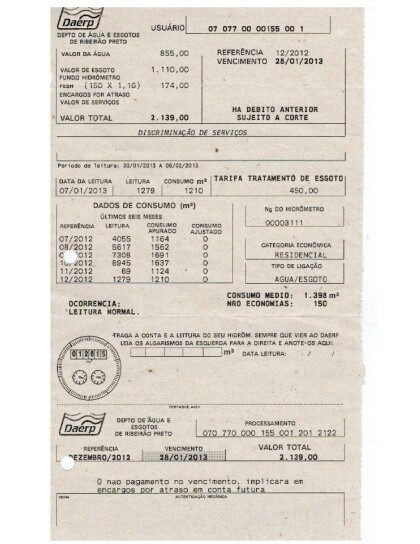 Daerp
DEPTO DE ÁGUA E ESGOTOS
DE RIBEIRÃO PRETO
USUÁRIO 07 077 00 00155 00 1
VALOR DA ÁGUA 855,00
REFERÊNCIA 12/2012
VENCIMENTO 28/01/2013
VALOR DE ESGOTO 1.110,00
FUNDO HIDRÔMETRO
FESH (150 X 1,16) 174,00
ENCARGOS POR ATRASO
VALOR DE SERVIÇOS
VALOR TOTAL 2.139,00
HA DEBITO ANTERIOR
SUJEITO A CORTE
DISCRIMINAÇÃO DE SERVIÇOS
Período de leitura: 30/01/2013 A 06/02/2013
DATA DA LEITURA LEITURA CONSUMO m³ TARIFA TRATAMENTO DE ESGOTO
07/01/2013 1279 1210 450,00
DADOS DE CONSUMO (m³)
ÚLTIMOS SEIS MESES
REFERÊNCIA LEITURA CONSUMO APURADO CONSUMO AJUSTADO
07/2012 4055 1164 0
08/2012 5617 1562 0
0 /2012 7308 1691 0
10/2012 8945 1637 0
11/2012 69 1124 0
12/2012 1279 1210 0
Nº DO HIDRÔMETRO
00003111
CATEGORIA ECONÔMICA
RESIDENCIAL
TIPO DE LIGAÇÃO
AGUA/ESGOTO
CONSUMO MEDIO: 1.398 m³
OCORRENCIA: NRO ECONOMIAS: 150
LEITURA NORMAL.
TRAGA A CONTA E A LEITURA DO SEU HIDRÔM. SEMPRE QUE VIER AO DAERP
LEIA OS ALGARISMOS DA ESQUERDA PARA A DIREITA E ANOTE-OS AQUI:
m³ DATA LEITURA: / /
012615
DESTAQUE AQUI
Daerp
DEPTO DE ÁGUA E
ESGOTOS
DE RIBEIRÃO PRETO
PROCESSAMENTO
070 770 000 155 001 201 2122
REFERÊNCIA VENCIMENTO VALOR TOTAL
DEZEMBRO/2012 28/01/2013 2.139,00
O nao pagamento no vencimento, implicara em
encargos por atraso em conta futura
AUTENTICAÇÃO MECÂNICA